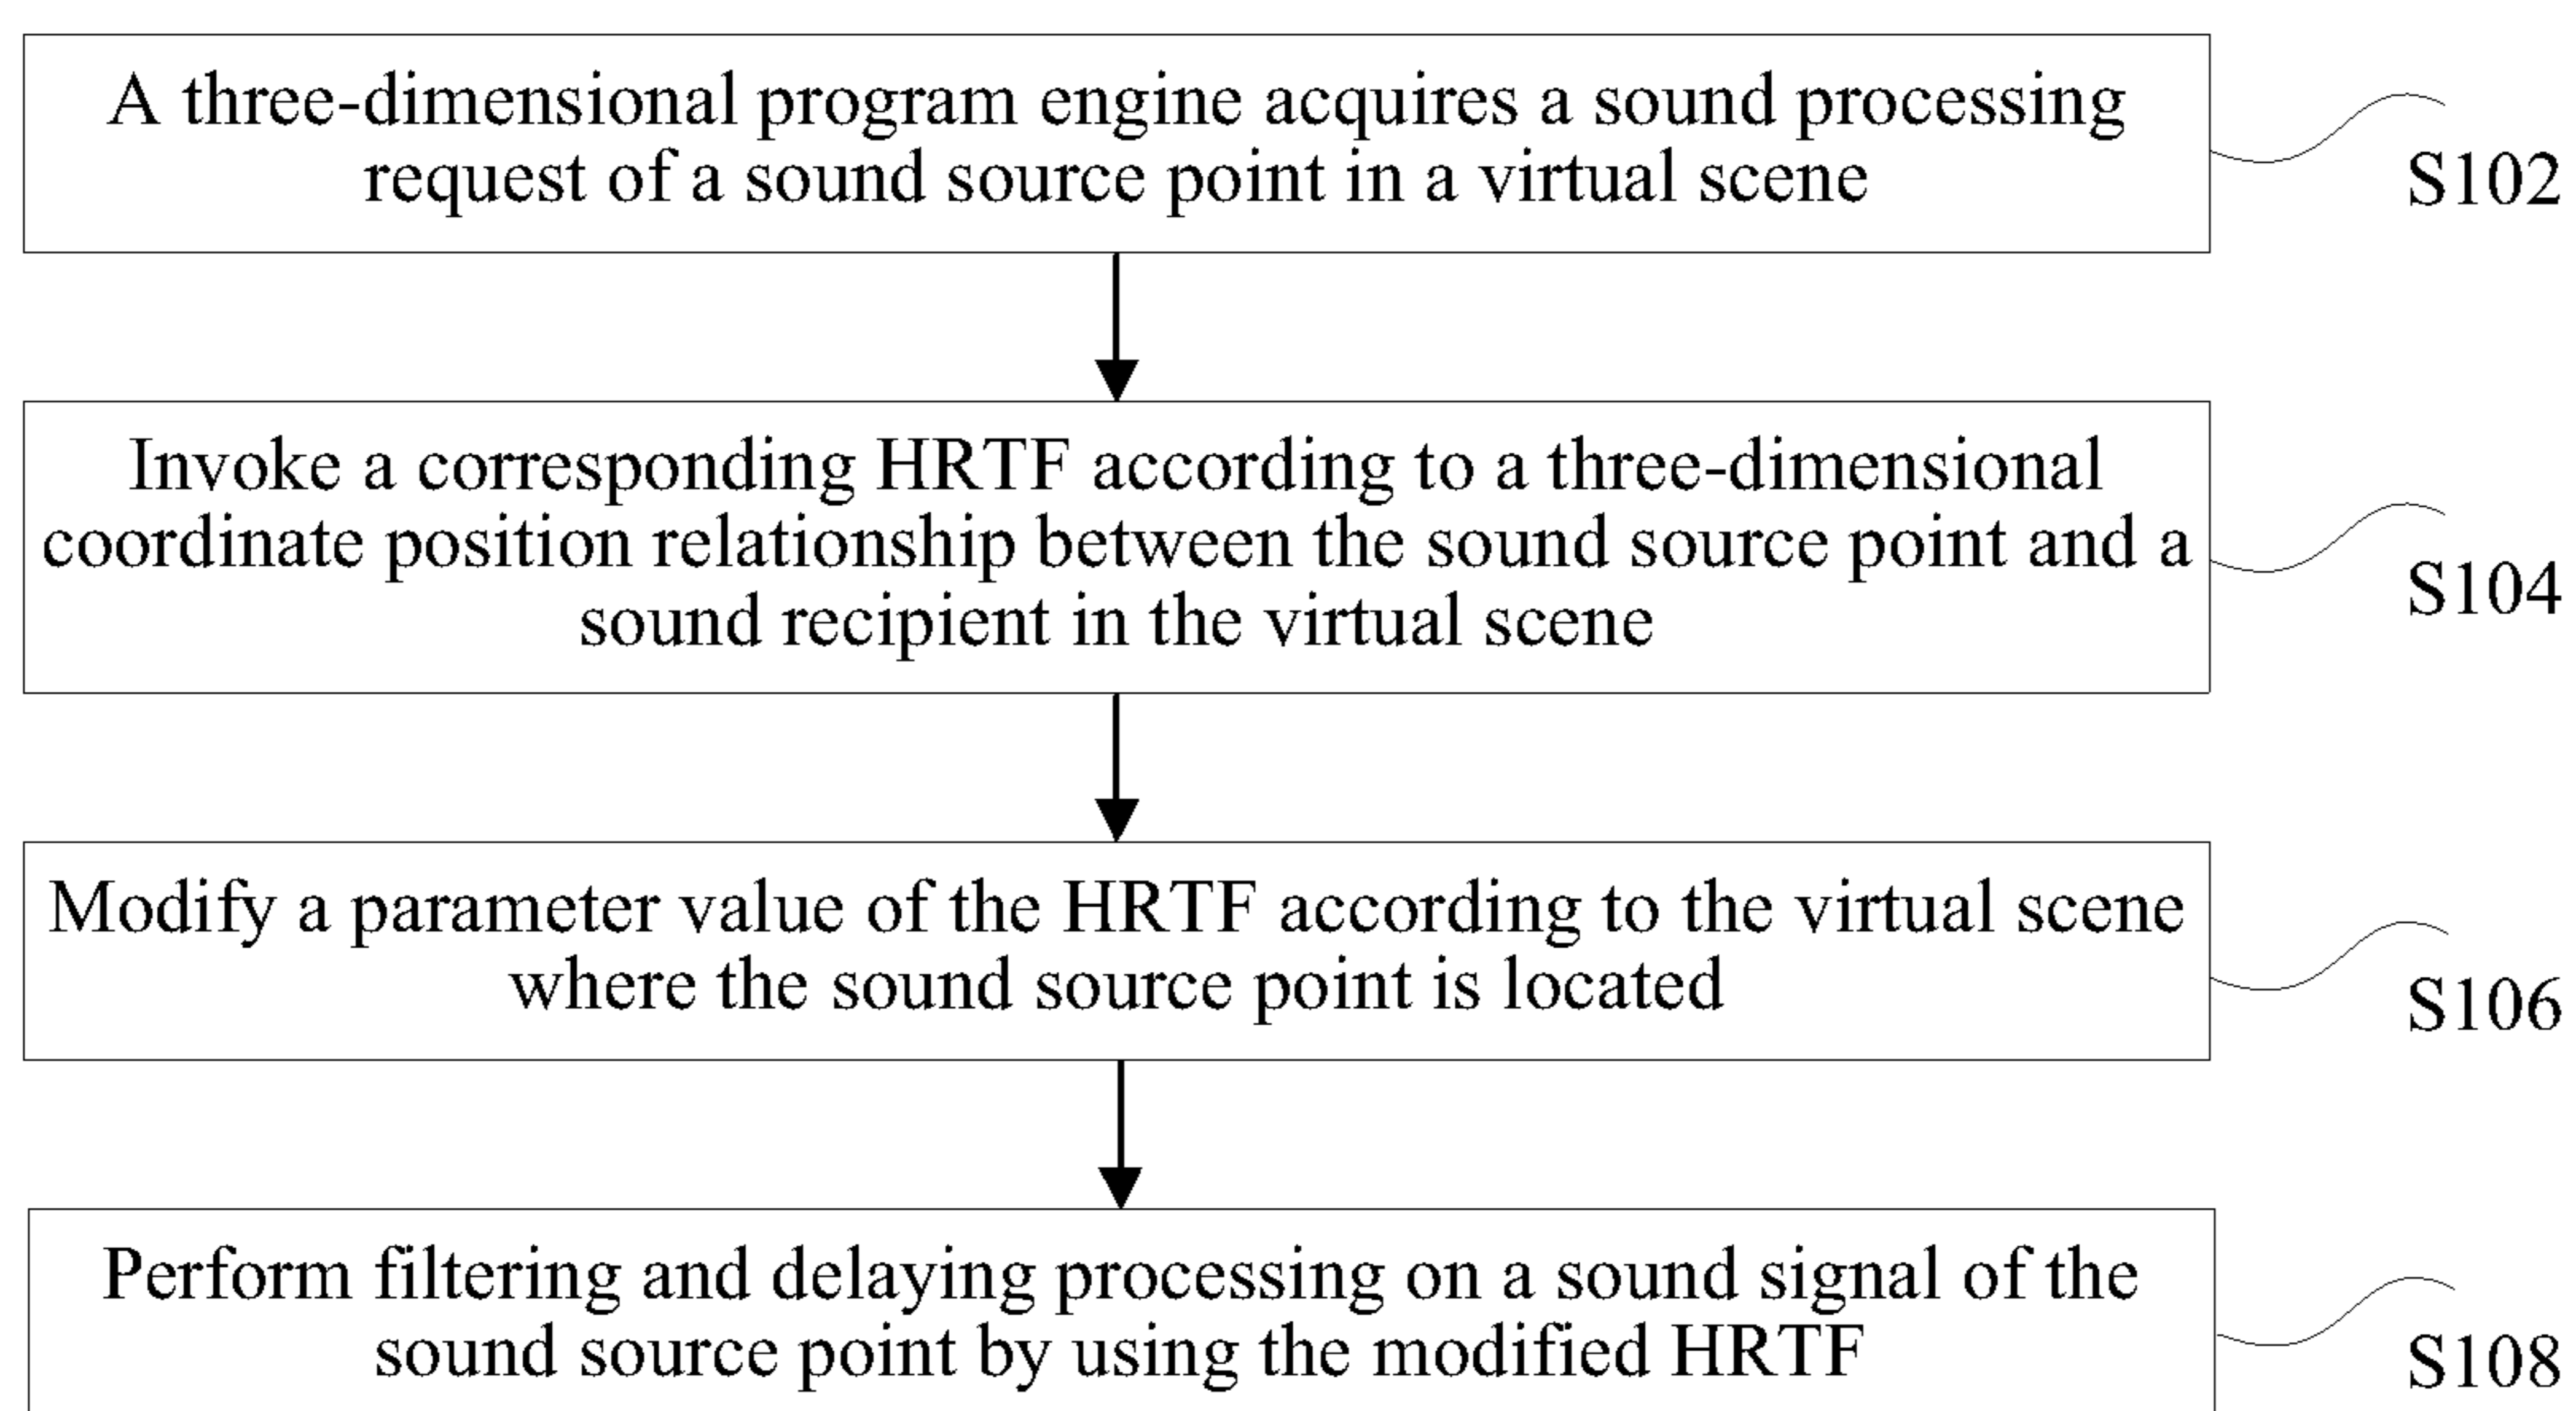 A three-dimensional program engine acquires a sound processing
request of a sound source point in a virtual scene
S102
Invoke a corresponding HRTF according to a three-dimensional
coordinate position relationship between the sound source point and a
sound recipient in the virtual scene
S104
Modify a parameter value of the HRTF according to the virtual scene
where the sound source point is located
S106
Perform filtering and delaying processing on a sound signal of the
sound source point by using the modified HRTF
S108